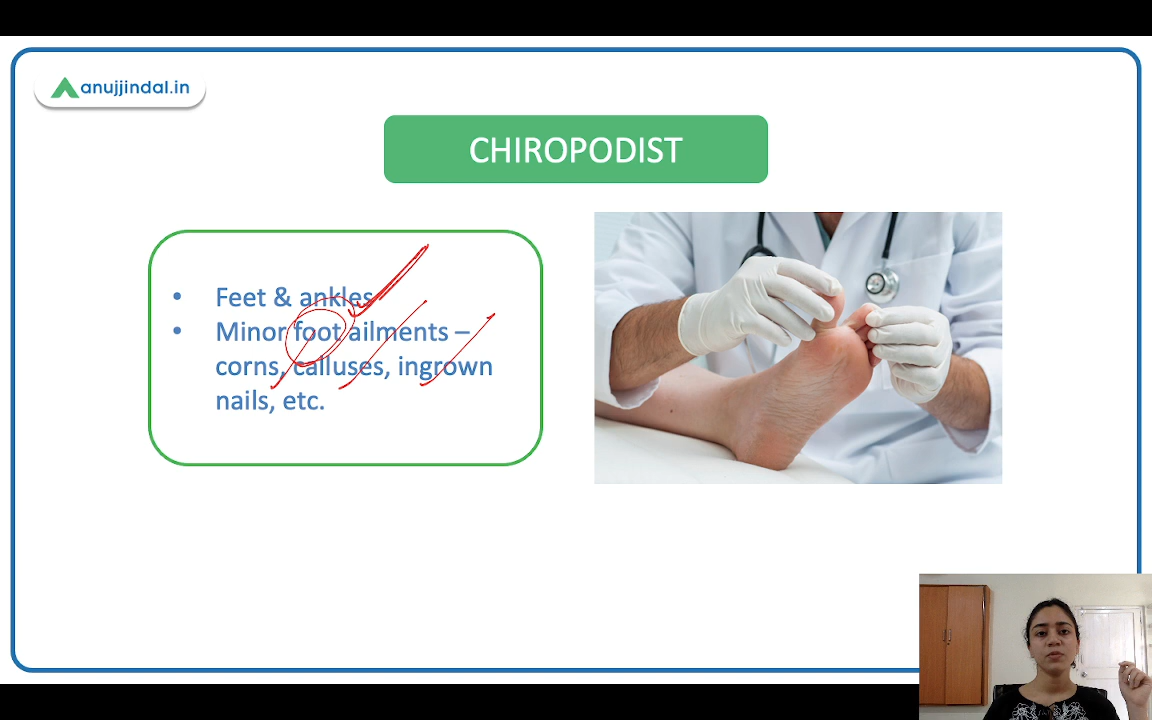 anujjindal.in
CHIROPODIST
• Feet & ankles
• Minor foot ailments –
corns, calluses, ingrown
nails, etc.